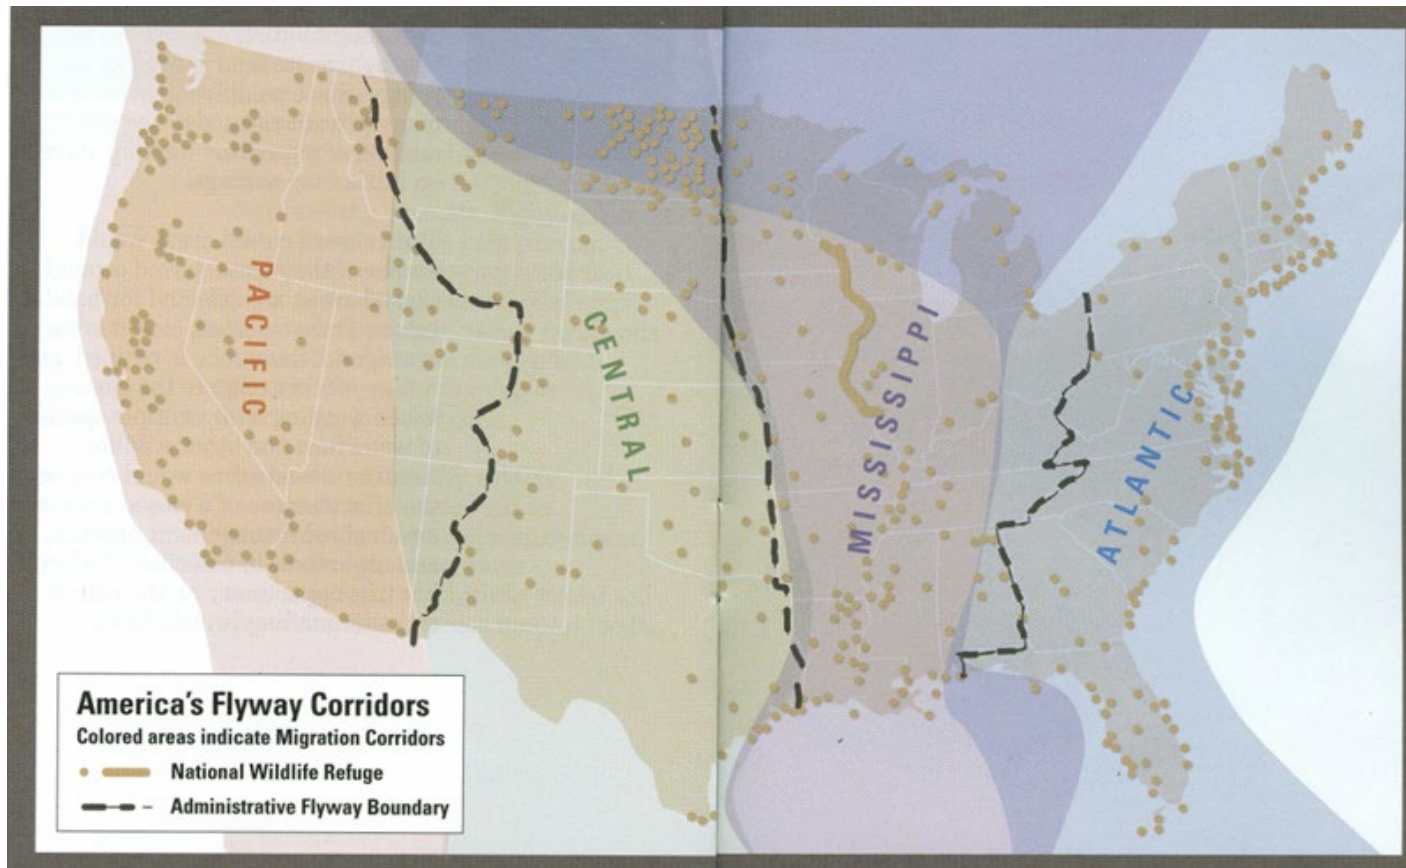 PACIFIC
CENTRAL
MISSISSIPPI
ATLANTIC
America's Flyway Corridors
Colored areas indicate Migration Corridors
National Wildlife Refuge
Administrative Flyway Boundary